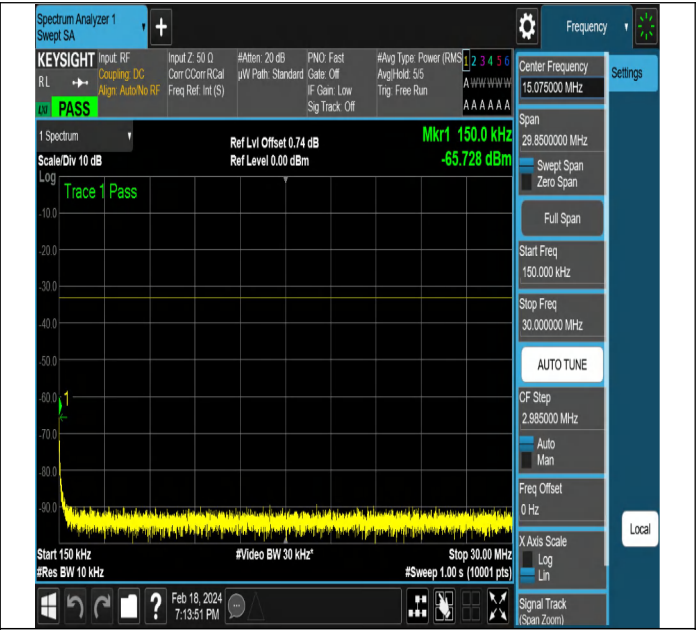 Spectrum Analyzer 1
Swept SA
+
Frequency
KEYSIGHT
RL
PASS
Input: RF
Coupling: DC
Align: Auto/No RF
Input Z: 50 Ω
Corr CCorr RCal
Freq Ref: Int (S)
#Atten: 20 dB
µW Path: Standard
PNO: Fast
Gate: Off
IF Gain: Low
Sig Track: Off
#Avg Type: Power (RMS
Avg|Hold: 5/5
Trig: Free Run
1 2 3 4 5 6
A W W W W W
A A A A A A
1 Spectrum
Scale/Div 10 dB
Ref Lvl Offset 0.74 dB
Ref Level 0.00 dBm
Mkr1 150.0 kHz
-65.728 dBm
Log
Trace 1 Pass
-10.0
-20.0
-30.0
-40.0
-50.0
-60.0
1
-70.0
-80.0
-90.0
Start 150 kHz
#Res BW 10 kHz
#Video BW 30 kHz*
Stop 30.00 MHz
#Sweep 1.00 s (10001 pts)
Feb 18, 2024
7:13:51 PM
Center Frequency
15.075000 MHz
Settings
Span
29.8500000 MHz
Swept Span
Zero Span
Full Span
Start Freq
150.000 kHz
Stop Freq
30.000000 MHz
AUTO TUNE
CF Step
2.985000 MHz
Auto
Man
Freq Offset
0 Hz
Local
X Axis Scale
Log
Lin
Signal Track
(Span Zoom)